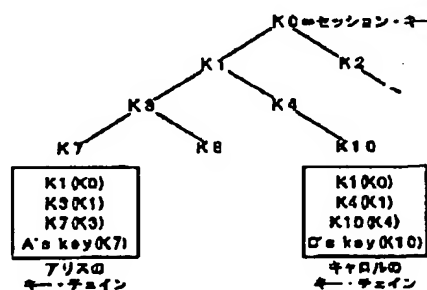 K0=セッション・キー
K1 K2
K3 K4
K7 K8 K10
K1(K0)
K3(K1)
K7(K3)
A's key(K7)
アリスの
キー・チェイン
K1(K0)
K4(K1)
K10(K4)
C's key(K10)
キャロルの
キー・チェイン